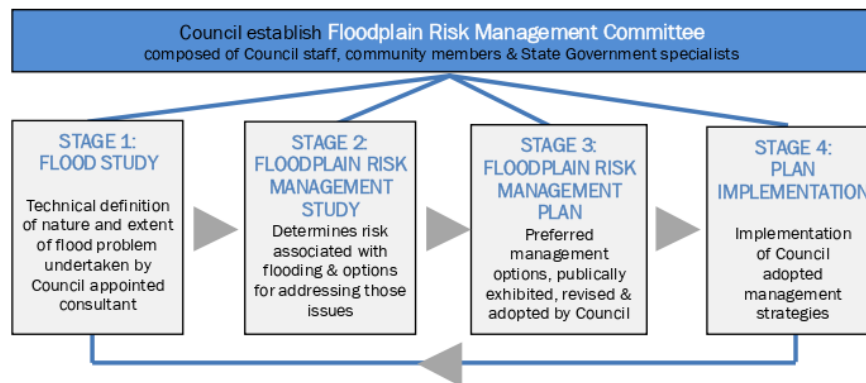 Council establish Floodplain Risk Management Committee
composed of Council staff, community members & State Government specialists
STAGE 1:
FLOOD STUDY
Technical definition
of nature and extent
of flood problem
undertaken by
Council appointed
consultant
STAGE 2:
FLOODPLAIN RISK
MANAGEMENT
STUDY
Determines risk
associated with
flooding & options
for addressing those
issues
STAGE 3:
FLOODPLAIN RISK
MANAGEMENT
PLAN
Preferred
management
options, publically
exhibited, revised &
adopted by Council
STAGE 4:
PLAN
IMPLEMENTATION
Implementation
of Council
adopted
management
strategies